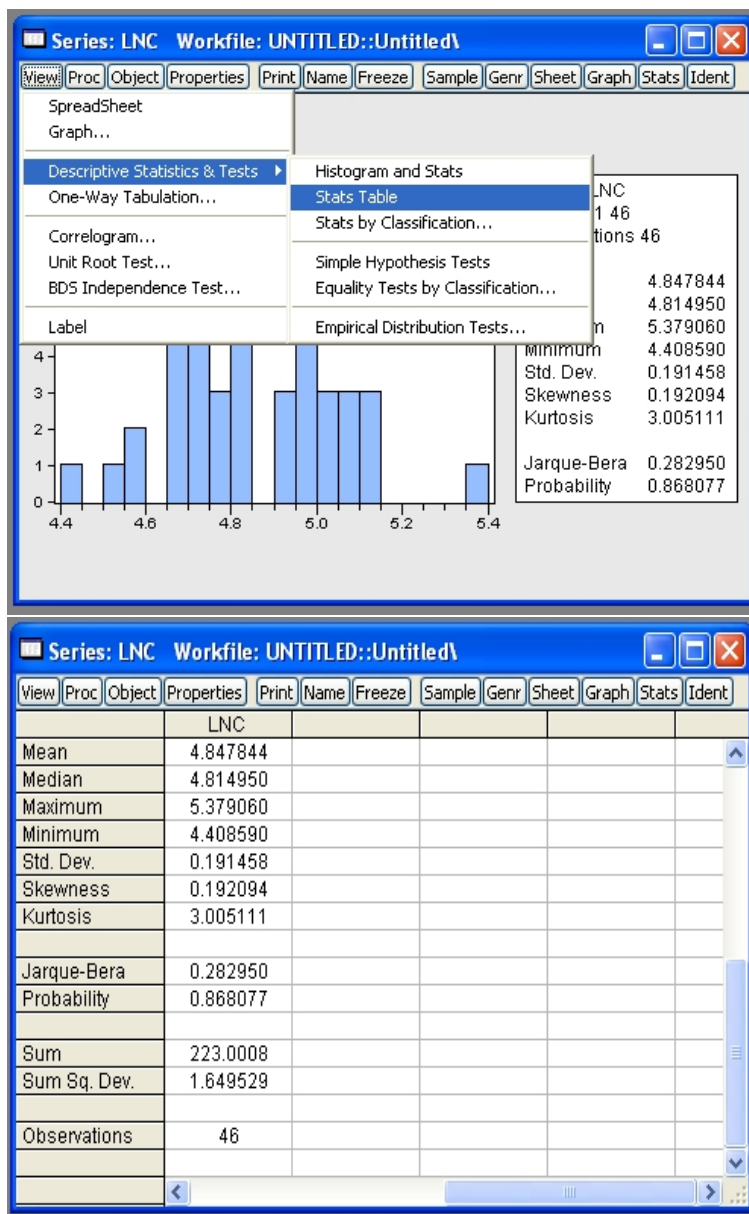 Series: LNC Workfile: UNTITLED::Untitled\
View Proc Object Properties Print Name Freeze Sample Genr Sheet Graph Stats Ident
SpreadSheet
Graph...
Descriptive Statistics & Tests
One-Way Tabulation...
Correlogram...
Unit Root Test...
BDS Independence Test...
Label
Histogram and Stats
Stats Table
Stats by Classification...
Simple Hypothesis Tests
Equality Tests by Classification...
Empirical Distribution Tests...
LNC
1 46
tions 46
4.847844
4.814950
m 5.379060
Minimum 4.408590
Std. Dev. 0.191458
Skewness 0.192094
Kurtosis 3.005111
Jarque-Bera 0.282950
Probability 0.868077
4
3
2
1
0
4.4 4.6 4.8 5.0 5.2 5.4
Series: LNC Workfile: UNTITLED::Untitled\
View Proc Object Properties Print Name Freeze Sample Genr Sheet Graph Stats Ident
LNC
Mean 4.847844
Median 4.814950
Maximum 5.379060
Minimum 4.408590
Std. Dev. 0.191458
Skewness 0.192094
Kurtosis 3.005111
Jarque-Bera 0.282950
Probability 0.868077
Sum 223.0008
Sum Sq. Dev. 1.649529
Observations 46